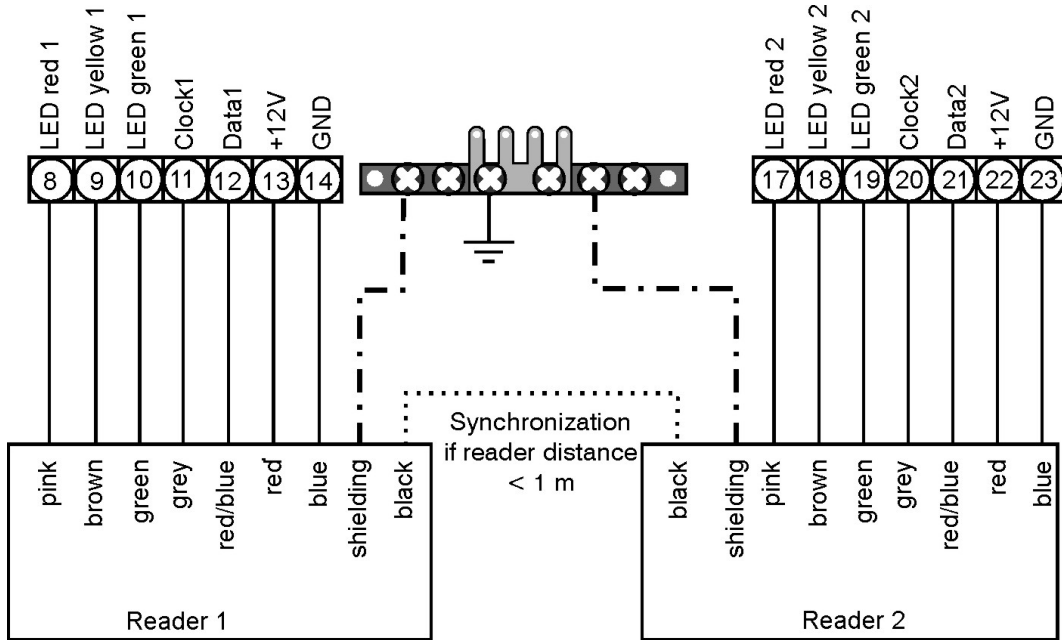 LED red 1
LED yellow 1
LED green 1
Clock1
Data1
+12V
GND
LED red 2
LED yellow 2
LED green 2
Clock2
Data2
+12V
GND
8 9 10 11 12 13 14
17 18 19 20 21 22 23
Synchronization
if reader distance
< 1 m
pink
brown
green
grey
red/blue
red
blue
shielding
black
black
shielding
pink
brown
green
grey
red/blue
red
blue
Reader 1
Reader 2